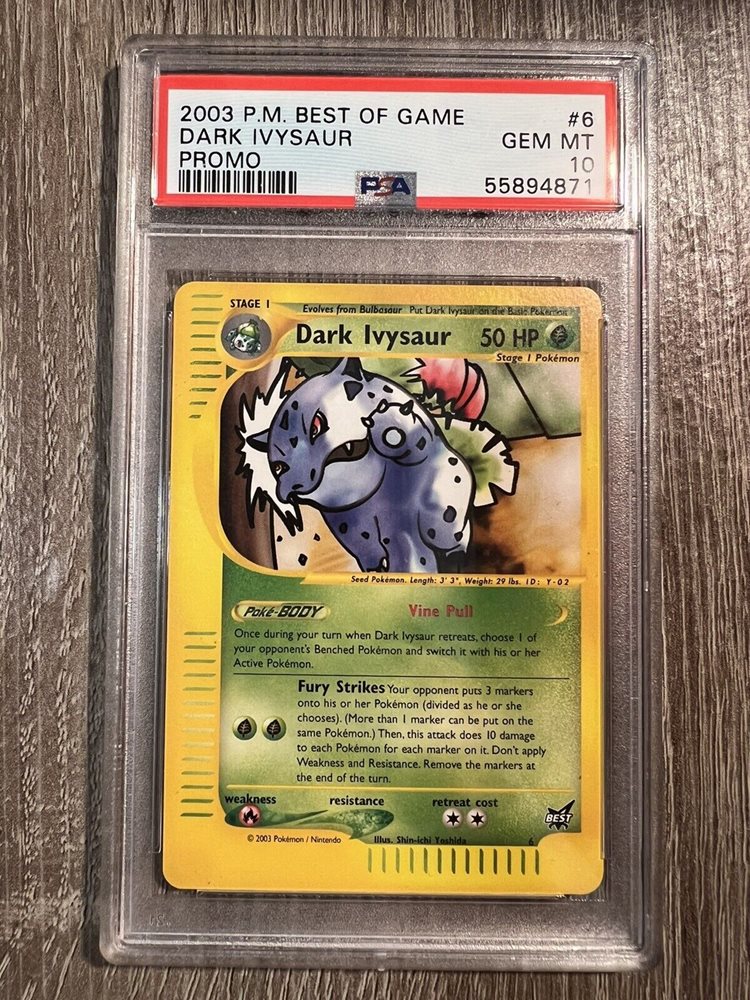 2003 P.M. BEST OF GAME #6
DARK IVYSAUR GEM MT
PROMO 10
PSA 55894871
STAGE 1
Evolves from Bulbasaur Put Dark Ivysaur on the Basic Pokémon
Dark Ivysaur 50 HP
Stage 1 Pokémon
Seed Pokémon. Length: 3' 3", Weight: 29 lbs. ID: Y-02
Poké-BODY Vine Pull
Once during your turn when Dark Ivysaur retreats, choose 1 of
your opponent's Benched Pokémon and switch it with his or her
Active Pokémon.
Fury Strikes Your opponent puts 3 markers
onto his or her Pokémon (divided as he or she
chooses). (More than 1 marker can be put on the
same Pokémon.) Then, this attack does 10 damage
to each Pokémon for each marker on it. Don't apply
Weakness and Resistance. Remove the markers at
the end of the turn.
weakness resistance retreat cost
BEST
© 2003 Pokémon / Nintendo Illus. Shin-ichi Yoshida 6